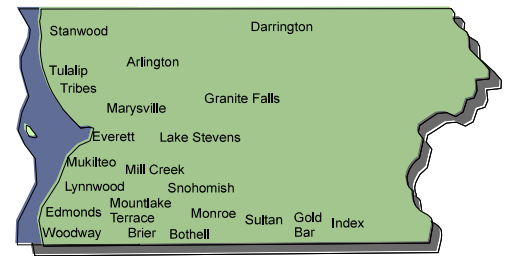 Darrington
Stanwood
Arlington
Tulalip
Tribes
Granite Falls
Marysville
Everett
Lake Stevens
Mukilteo
Mill Creek
Lynnwood
Snohomish
Mountlake
Terrace
Edmonds
Monroe
Sultan
Gold
Bar
Index
Woodway
Brier
Bothell